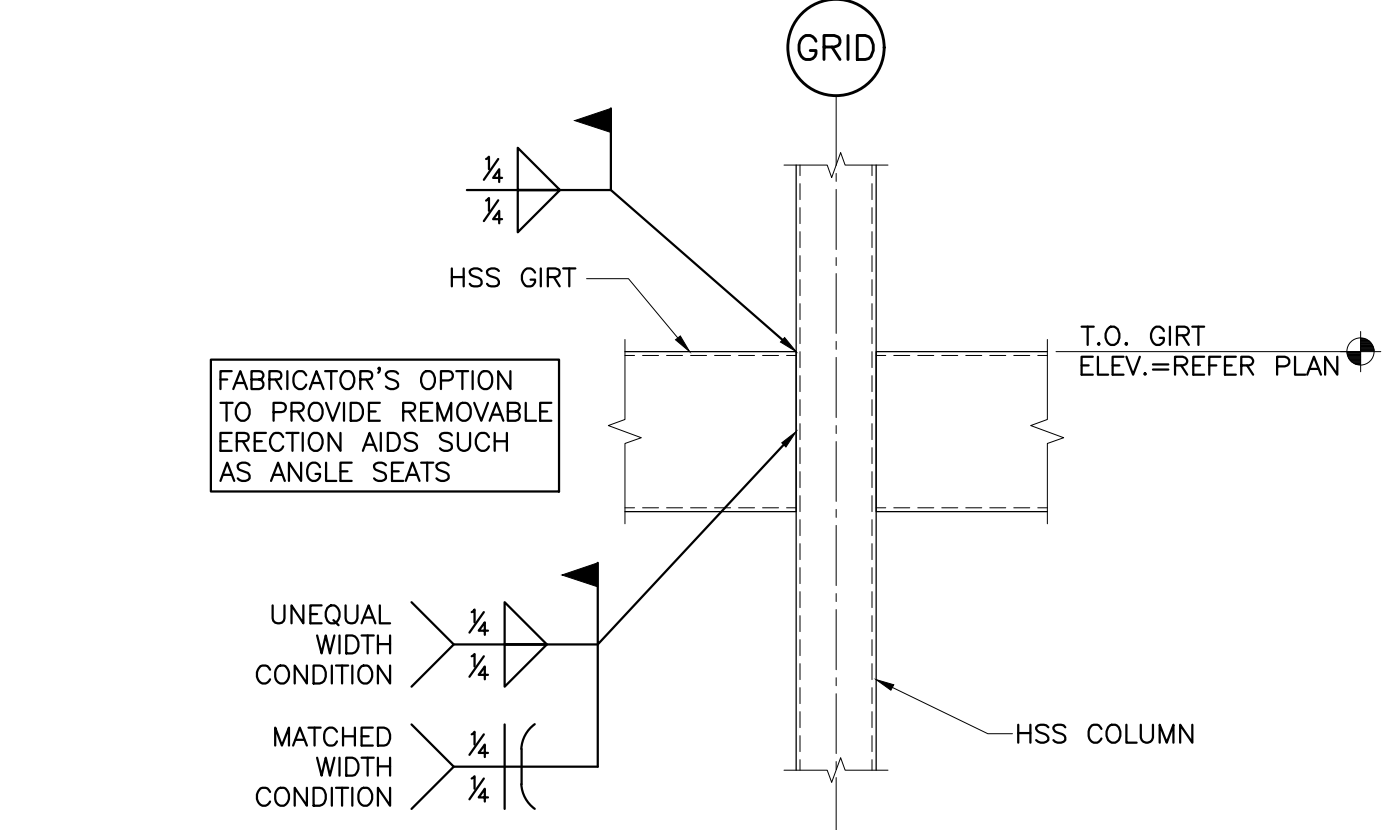 GRID
¼
¼
HSS GIRT
T.O. GIRT
ELEV.=REFER PLAN
FABRICATOR'S OPTION
TO PROVIDE REMOVABLE
ERECTION AIDS SUCH
AS ANGLE SEATS
UNEQUAL
WIDTH
CONDITION
¼
¼
MATCHED
WIDTH
CONDITION
¼
¼
HSS COLUMN